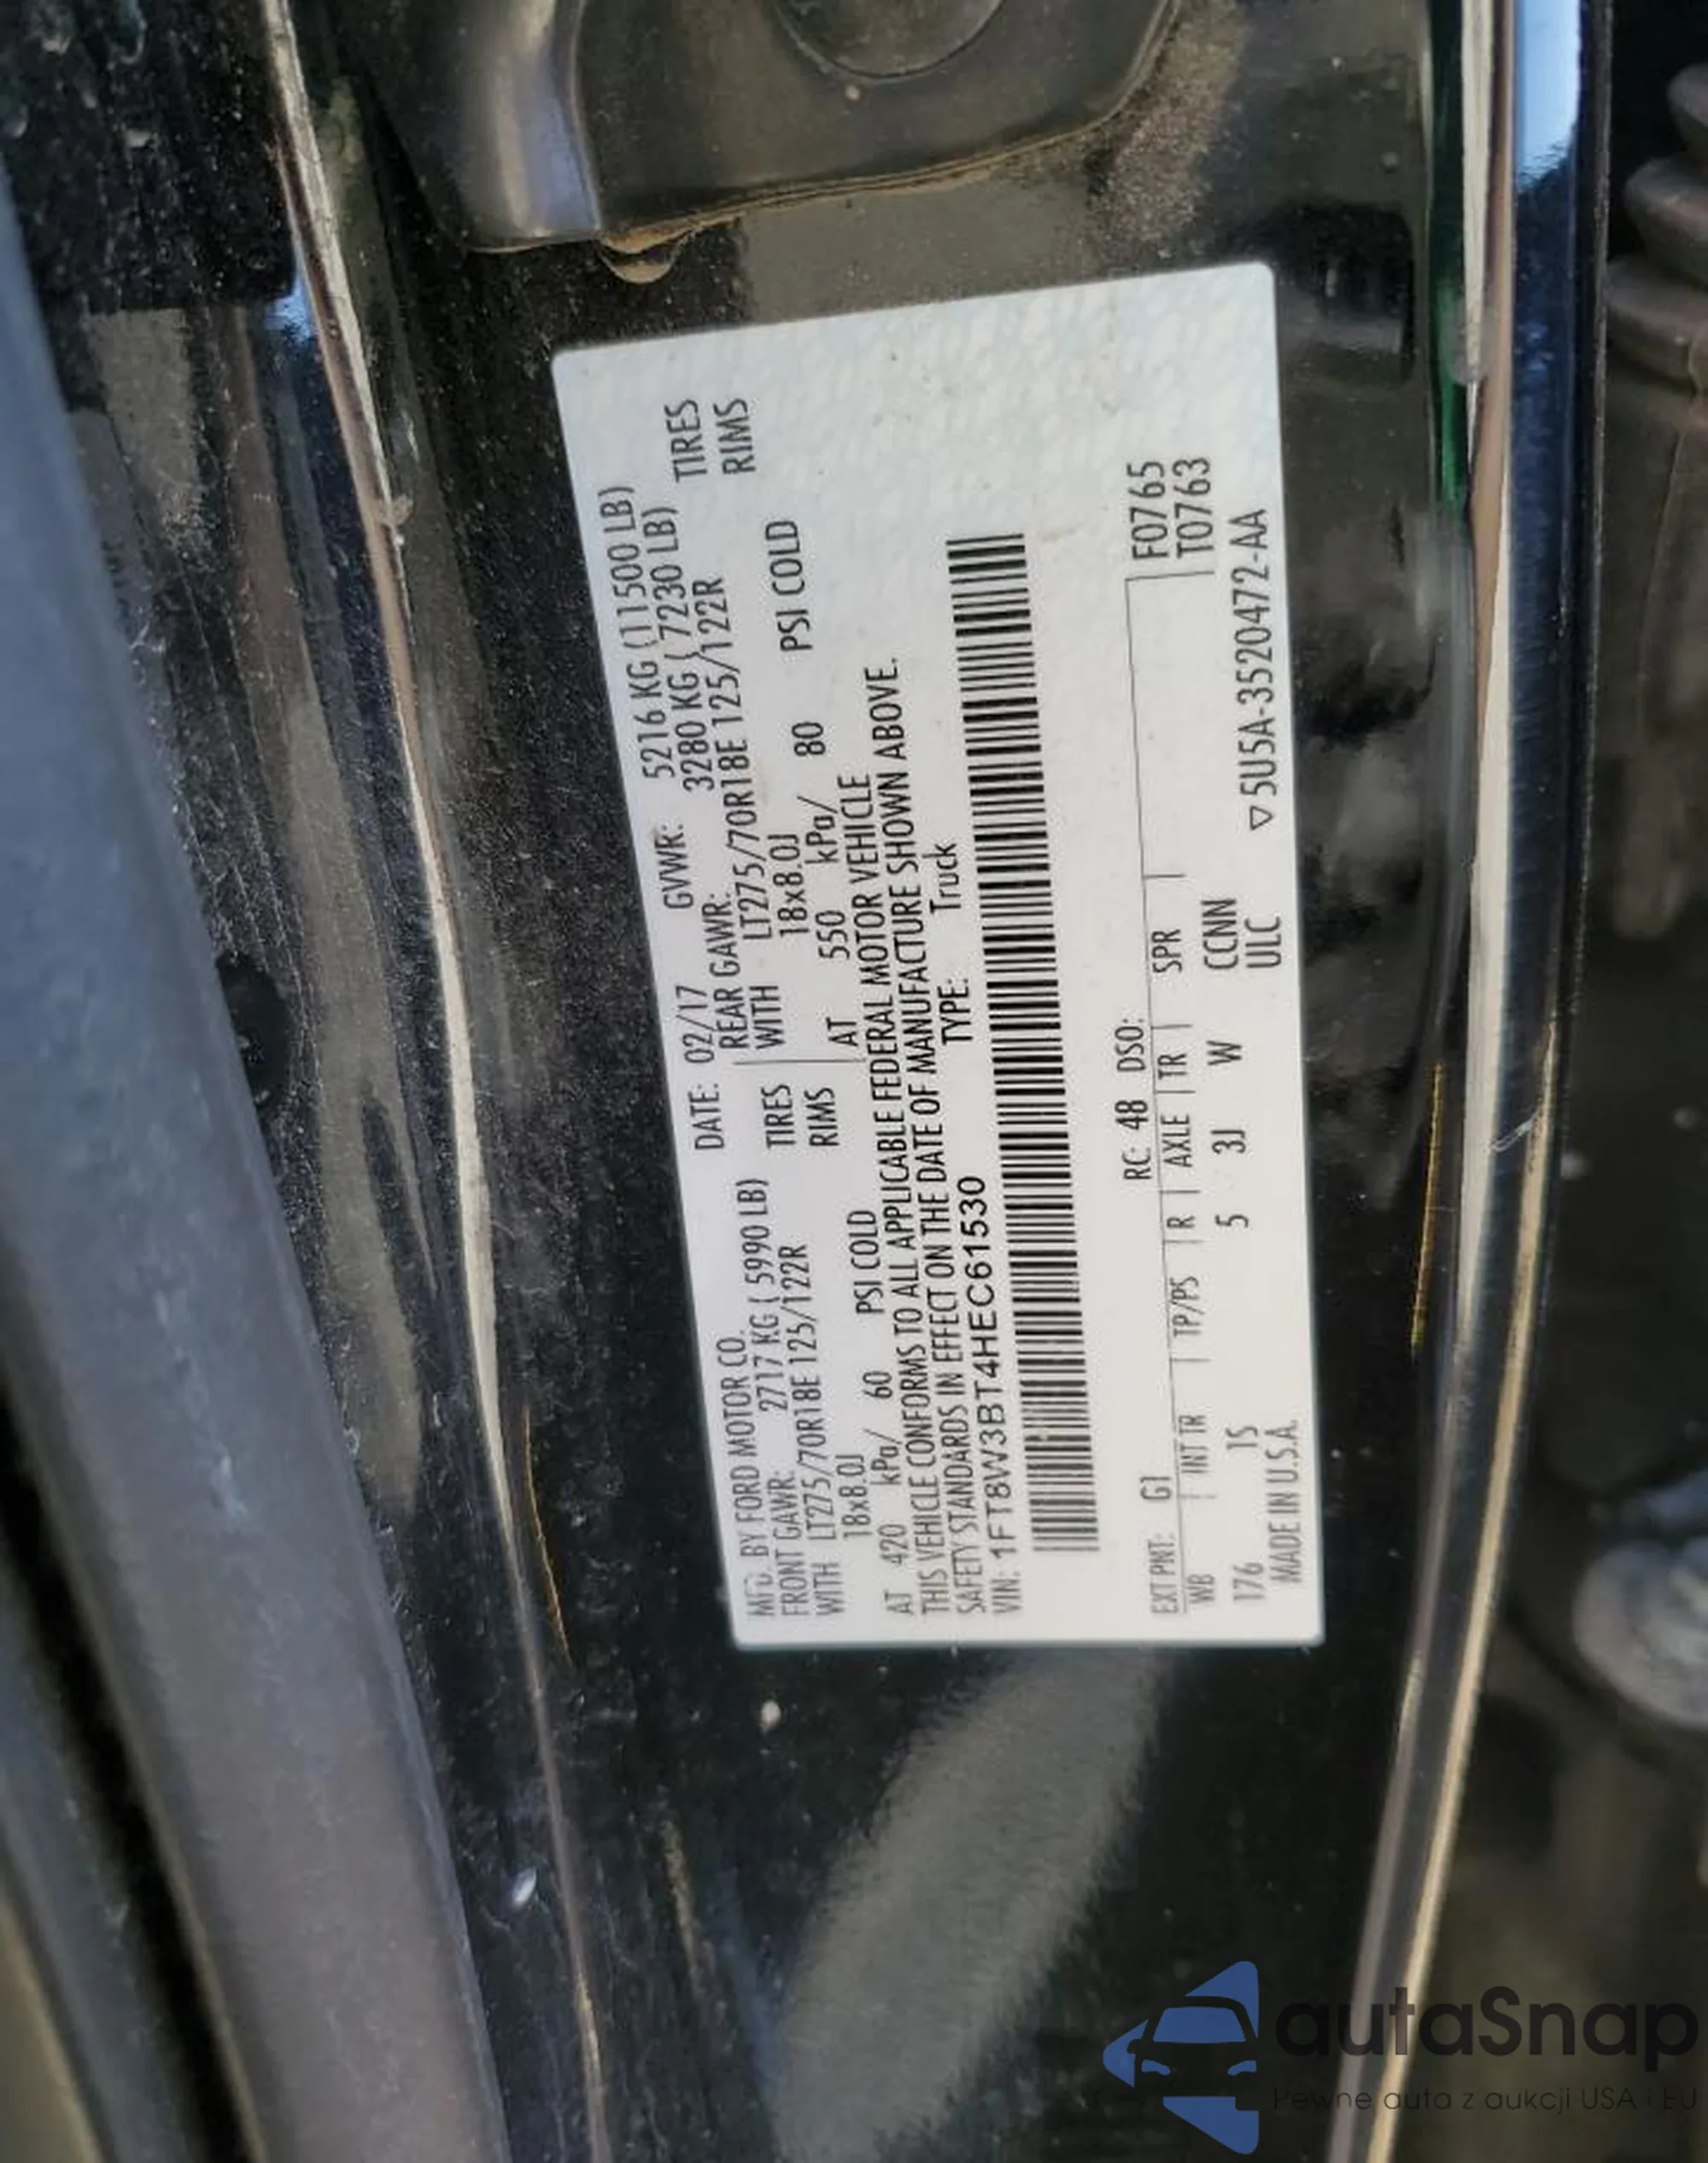 MFD. BY FORD MOTOR CO.
DATE: 02/17 GVWR: 5216 KG (11500 LB)
FRONT GAWR: 2717 KG ( 5990 LB)
REAR GAWR: 3280 KG ( 7230 LB)
WITH LT275/70R18E 125/122R TIRES
WITH LT275/70R18E 125/122R TIRES
18x8.0J RIMS
18x8.0J RIMS
AT 420 kPa/ 60 PSI COLD
AT 550 kPa/ 80 PSI COLD
THIS VEHICLE CONFORMS TO ALL APPLICABLE FEDERAL MOTOR VEHICLE
SAFETY STANDARDS IN EFFECT ON THE DATE OF MANUFACTURE SHOWN ABOVE.
VIN: 1FT8W3BT4HEC61530 TYPE: Truck
EXT PNT: G1 RC: 48 DSO: F0765
WB INT TR TP/PS R AXLE TR SPR T0763
176 1S 5 3J W CCNN
MADE IN U.S.A. ULC ▽5U5A-3520472-AA
autaSnap
Pewne auta z aukcji USA i EU